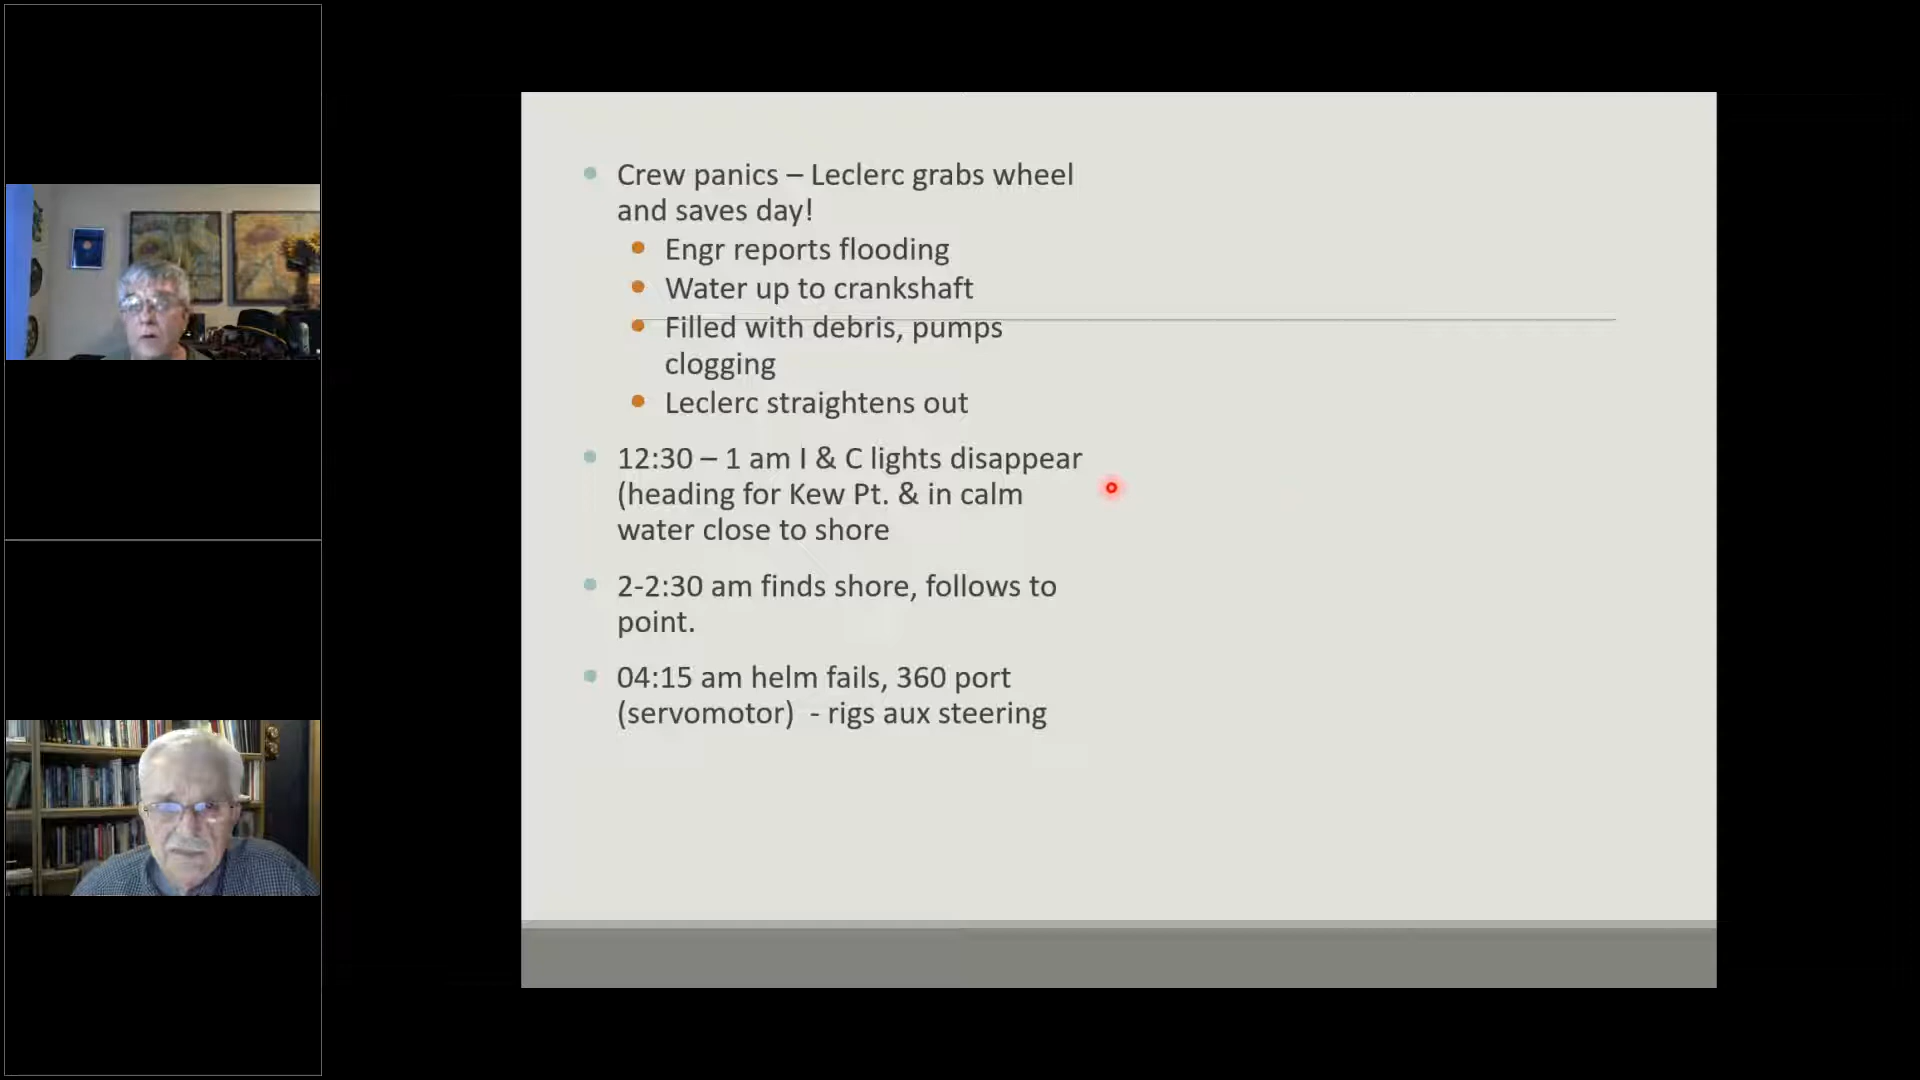 Crew panics – Leclerc grabs wheel
and saves day!
Engr reports flooding
Water up to crankshaft
Filled with debris, pumps
clogging
Leclerc straightens out
12:30 – 1 am I & C lights disappear
(heading for Kew Pt. & in calm
water close to shore
2-2:30 am finds shore, follows to
point.
04:15 am helm fails, 360 port
(servomotor) - rigs aux steering